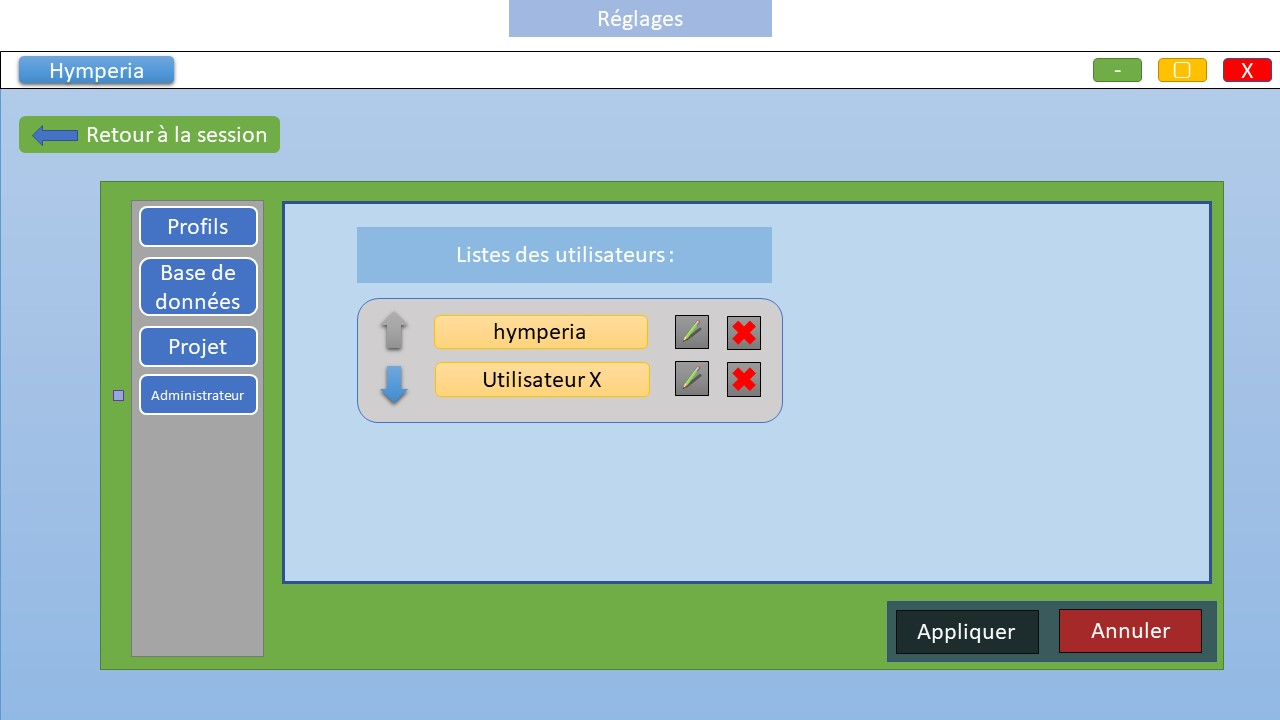 Réglages
Hymperia
-
X
Retour à la session
Profils
Base de
données
Projet
Administrateur
Listes des utilisateurs :
hymperia
Utilisateur X
Appliquer
Annuler